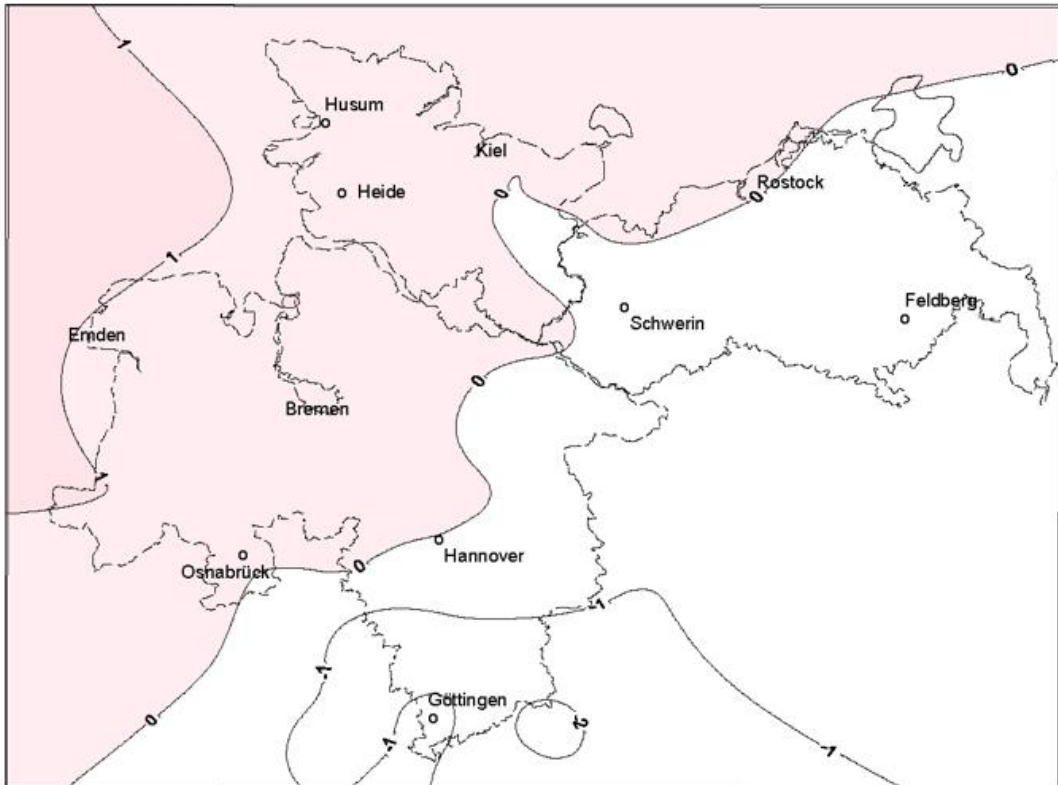 1
0
Husum
Kiel
Heide
Rostock
0
0
1
Emden
Schwerin
Feldberg
0
Bremen
1
Hannover
0
Osnabrück
-1
-1
Göttingen
0
-1
2
-1